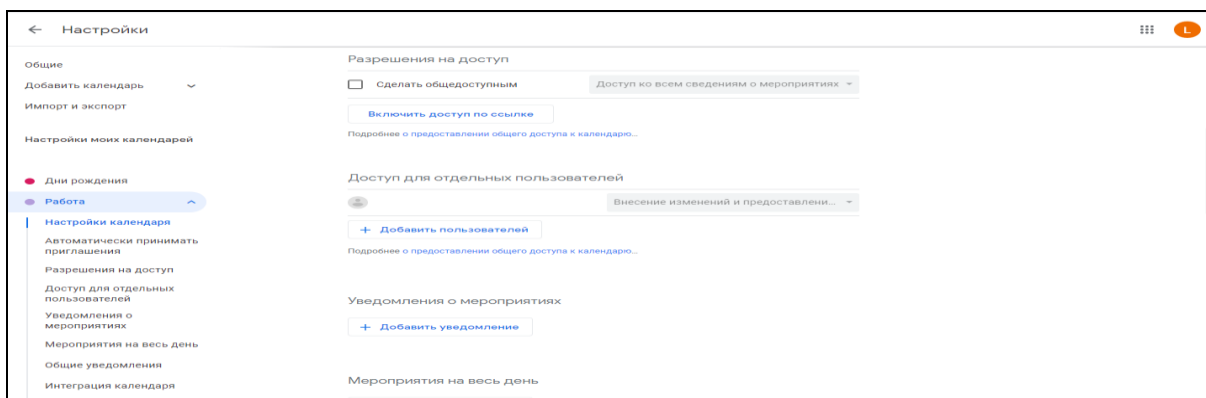 Настройки
L
Общие
Добавить календарь
Импорт и экспорт
Настройки моих календарей
Дни рождения
Работа
Настройки календаря
Автоматически принимать
приглашения
Разрешения на доступ
Доступ для отдельных
пользователей
Уведомления о
мероприятиях
Мероприятия на весь день
Общие уведомления
Интеграция календаря
Разрешения на доступ
Сделать общедоступным
Доступ ко всем сведениям о мероприятиях
Включить доступ по ссылке
Подробнее о предоставлении общего доступа к календарю...
Доступ для отдельных пользователей
Внесение изменений и предоставлени...
+ Добавить пользователей
Подробнее о предоставлении общего доступа к календарю...
Уведомления о мероприятиях
+ Добавить уведомление
Мероприятия на весь день